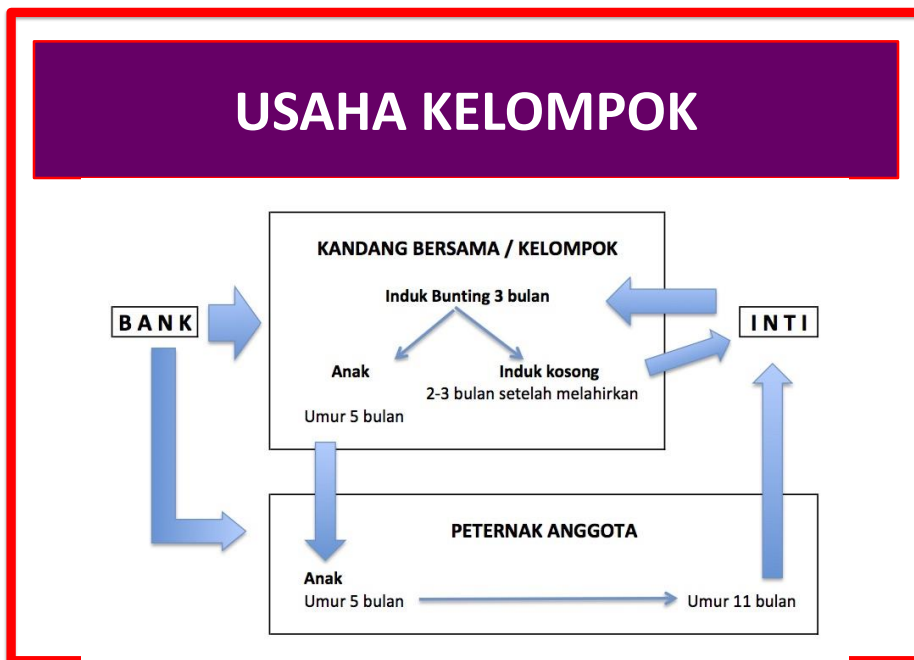 USAHA KELOMPOK
KANDANG BERSAMA / KELOMPOK
Induk Bunting 3 bulan
BANK
INTI
Anak
Induk kosong
2-3 bulan setelah melahirkan
Umur 5 bulan
PETERNAK ANGGOTA
Anak
Umur 5 bulan
Umur 11 bulan